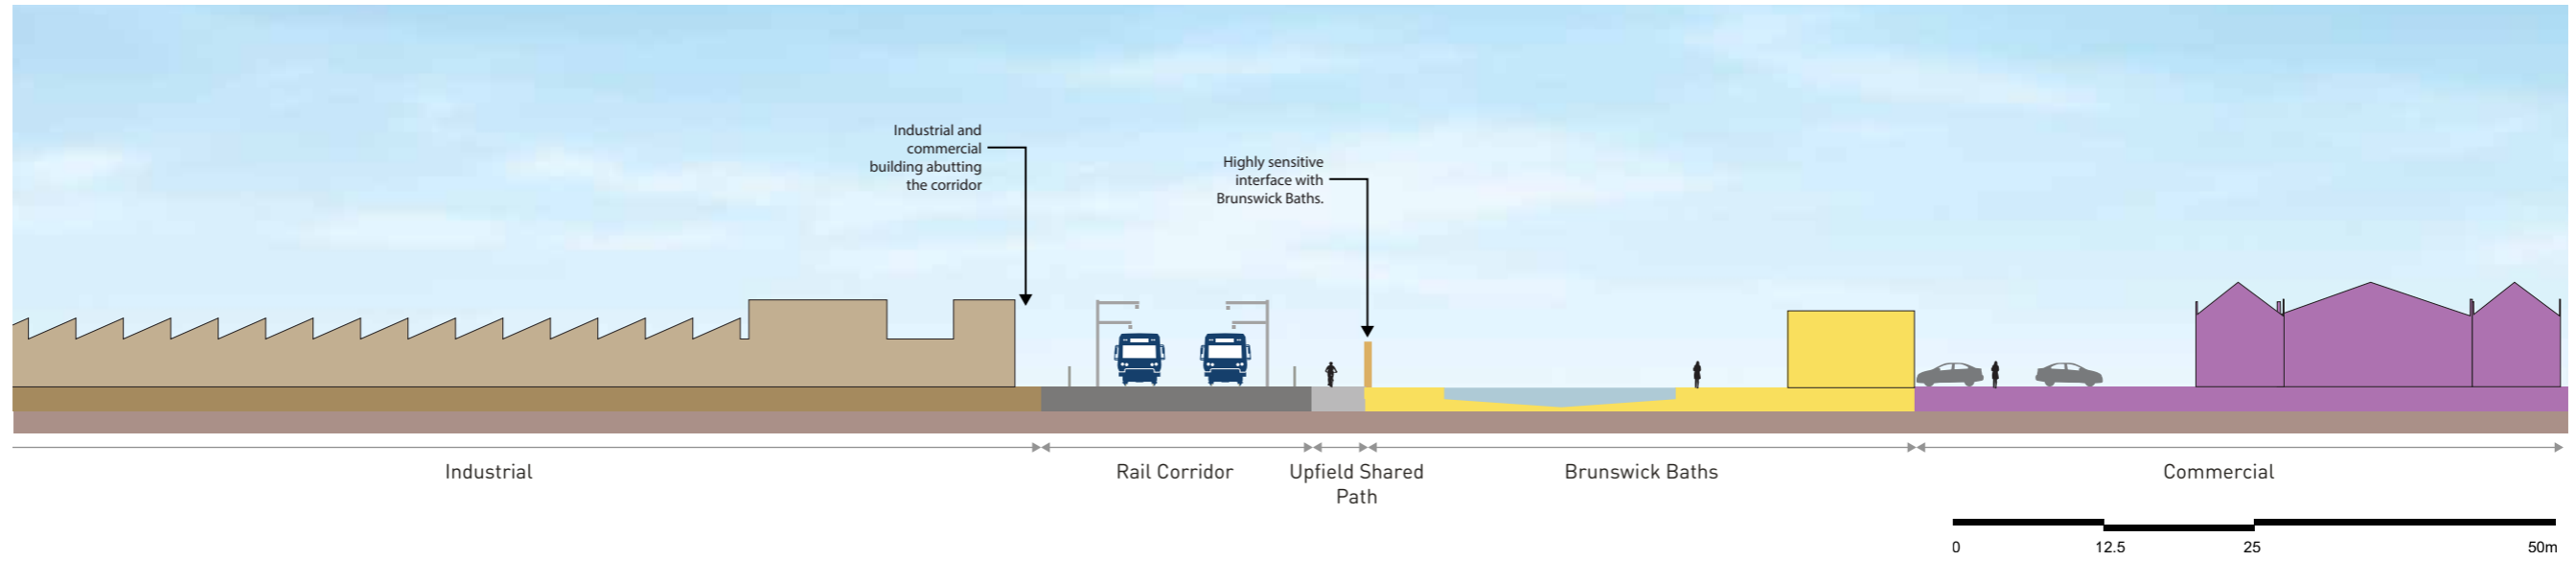 Industrial and
commercial
building abutting
the corridor
Highly sensitive
interface with
Brunswick Baths.
Industrial
Rail Corridor
Upfield Shared
Path
Brunswick Baths
Commercial
0
12.5
25
50m